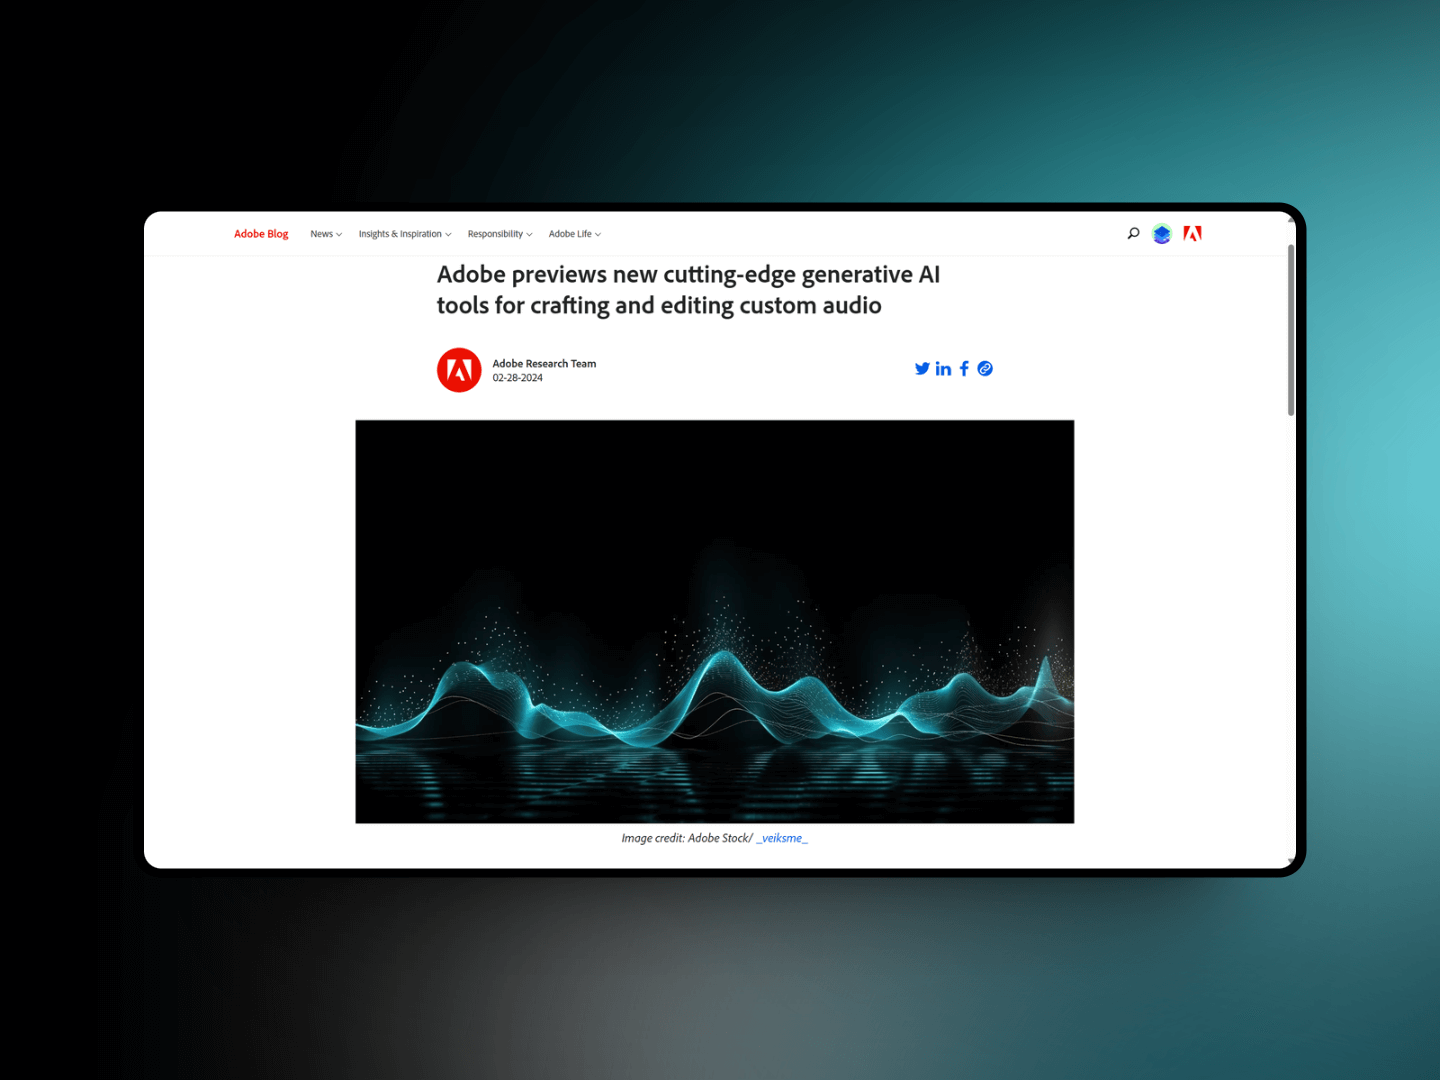 Adobe Blog
News
Insights & Inspiration
Responsibility
Adobe Life
Adobe previews new cutting-edge generative AI
tools for crafting and editing custom audio
Adobe Research Team
02-28-2024
Image credit: Adobe Stock/ _veiksme_